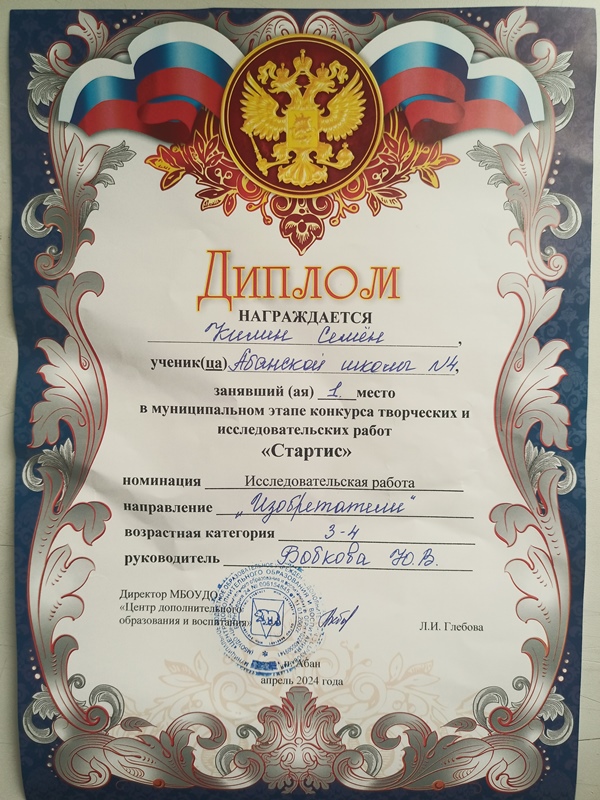 Диплом
НАГРАЖДАЕТСЯ
Килин Семён,
ученик(ца) Абанской школы №4,
занявший (ая) 1. место
в муниципальном этапе конкурса творческих и
исследовательских работ
«Стартис»
номинация Исследовательская работа
направление „Изобретатели"
возрастная категория 3-4
руководитель Бобкова Ю.В.
Директор МБОУДО
«Центр дополнительного
образования и воспитания»
Л.И. Глебова
п. Абан
апрель 2024 года